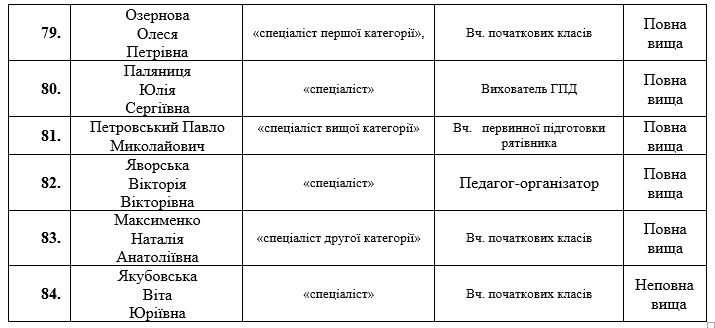 79.
Озернова
Олеся
Петрівна
«спеціаліст першої категорії»,
Вч. початкових класів
Повна
вища
80.
Паляниця
Юлія
Сергіївна
«спеціаліст»
Вихователь ГПД
Повна
вища
81.
Петровський Павло
Миколайович
«спеціаліст вищої категорії»
Вч. первинної підготовки
рятівника
Повна
вища
82.
Яворська
Вікторія
Вікторівна
«спеціаліст»
Педагог-організатор
Повна
вища
83.
Максименко
Наталія
Анатоліївна
«спеціаліст другої категорії»
Вч. початкових класів
Повна
вища
84.
Якубовська
Віта
Юріївна
«спеціаліст»
Вч. початкових класів
Неповна
вища